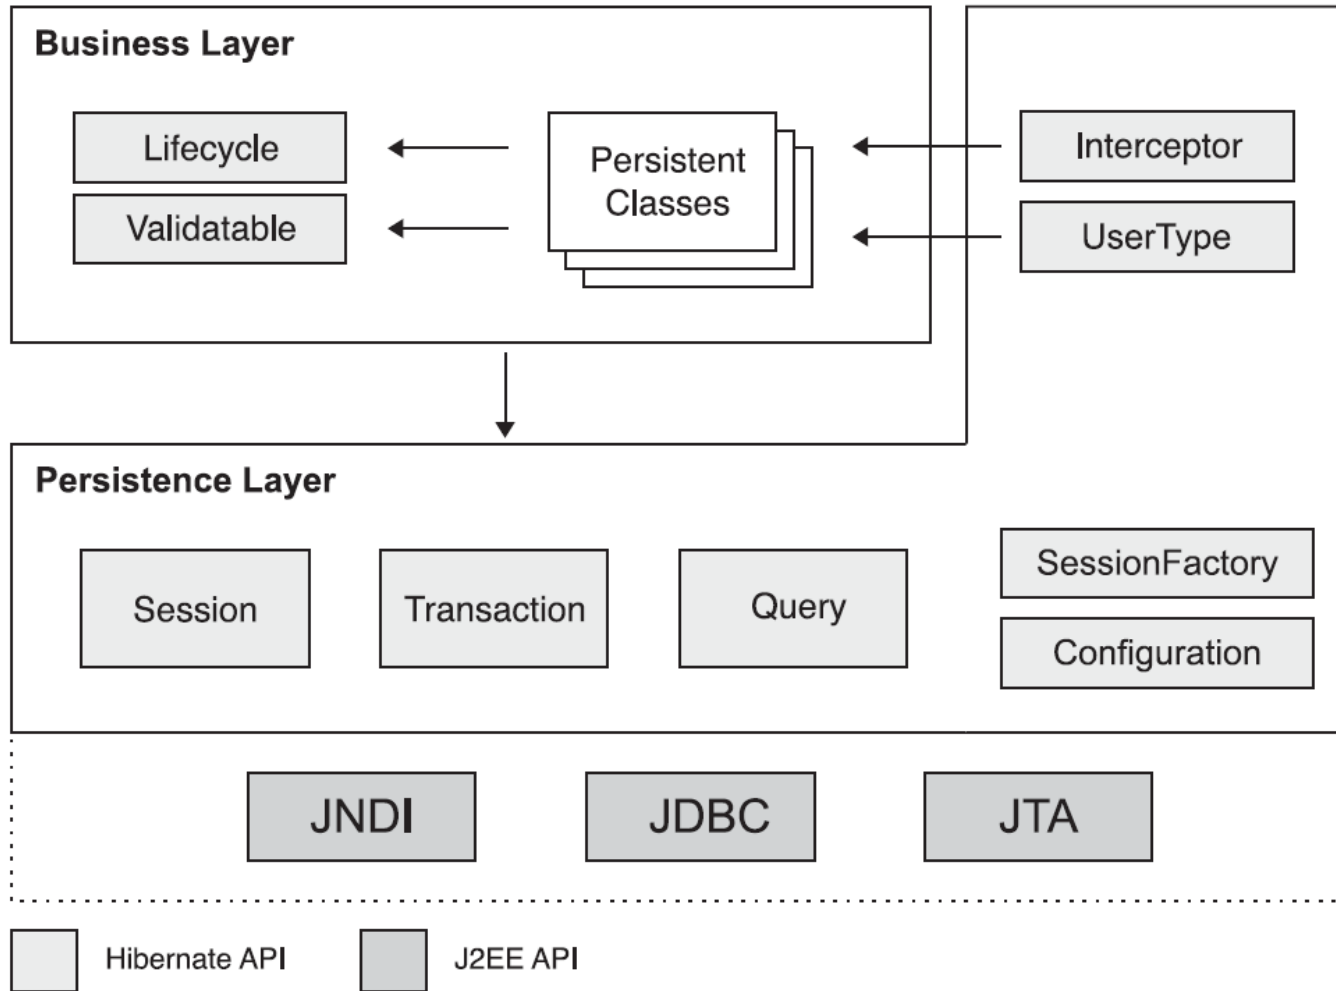 Business Layer
Lifecycle
Validatable
Persistent
Classes
Interceptor
UserType
Persistence Layer
Session
Transaction
Query
SessionFactory
Configuration
JNDI
JDBC
JTA
Hibernate API
J2EE API